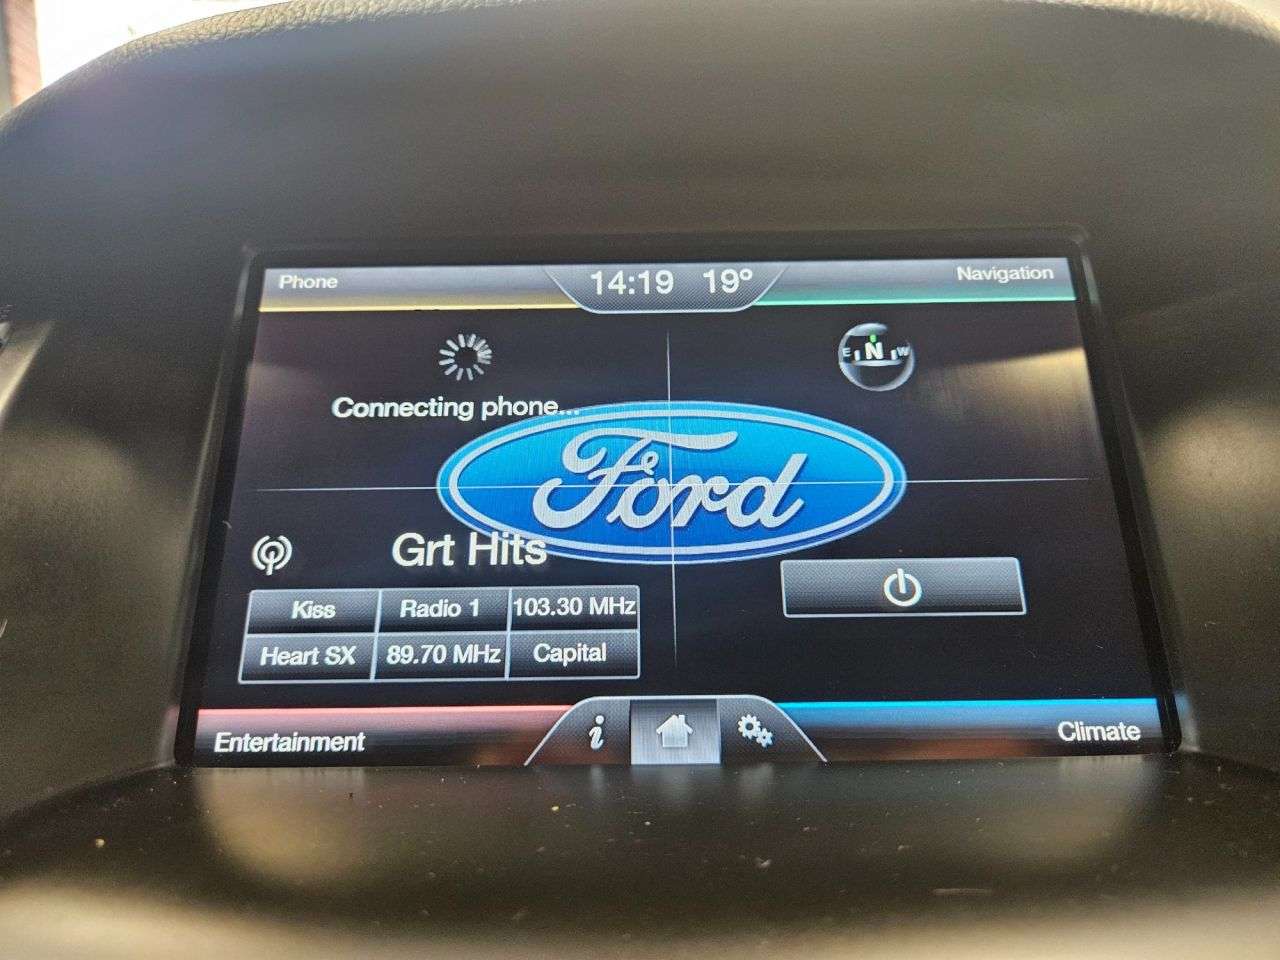 Phone
14:19 19°
Navigation
Connecting phone...
E N W
Ford
Grt Hits
Kiss Radio 1 103.30 MHz
Heart SX 89.70 MHz Capital
Entertainment
i
Climate